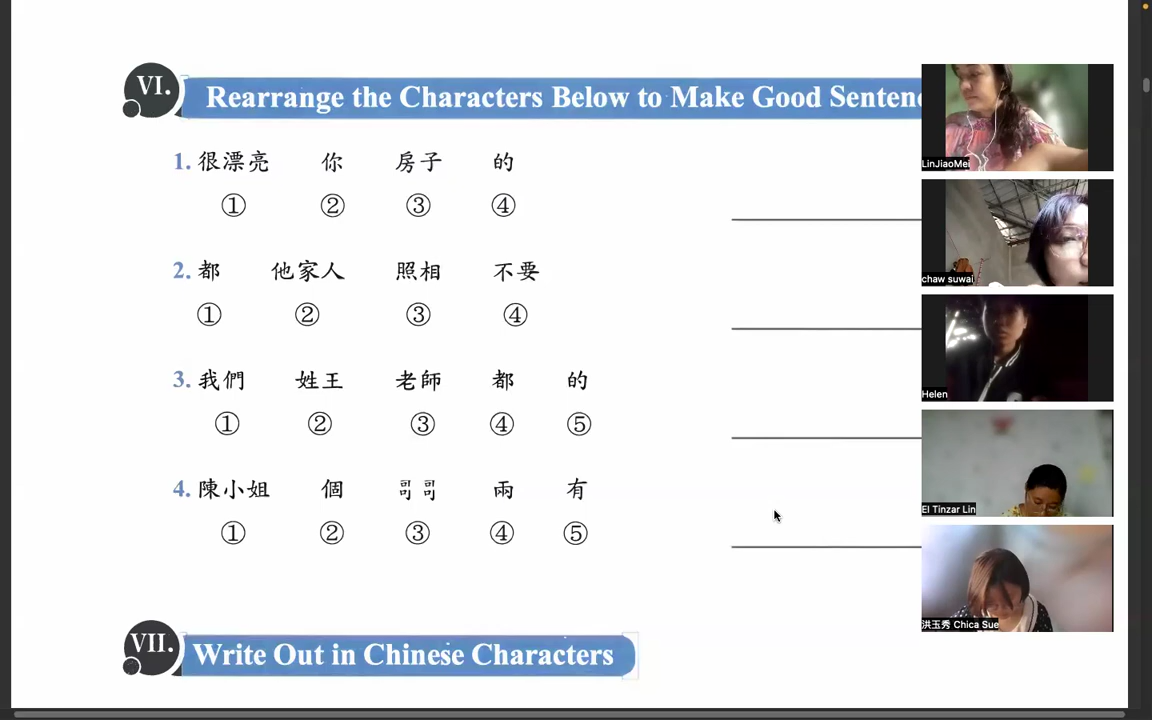 VI. Rearrange the Characters Below to Make Good Senten
1. 很漂亮 你 房子 的
① ② ③ ④
2. 都 他家人 照相 不要
① ② ③ ④
3. 我們 姓王 老師 都 的
① ② ③ ④ ⑤
4. 陳小姐 個 哥哥 兩 有
① ② ③ ④ ⑤
VII. Write Out in Chinese Characters
LinJiaoMei
chaw suwai
Helen
EI Tinzar Lin
洪玉秀 Chica Sue